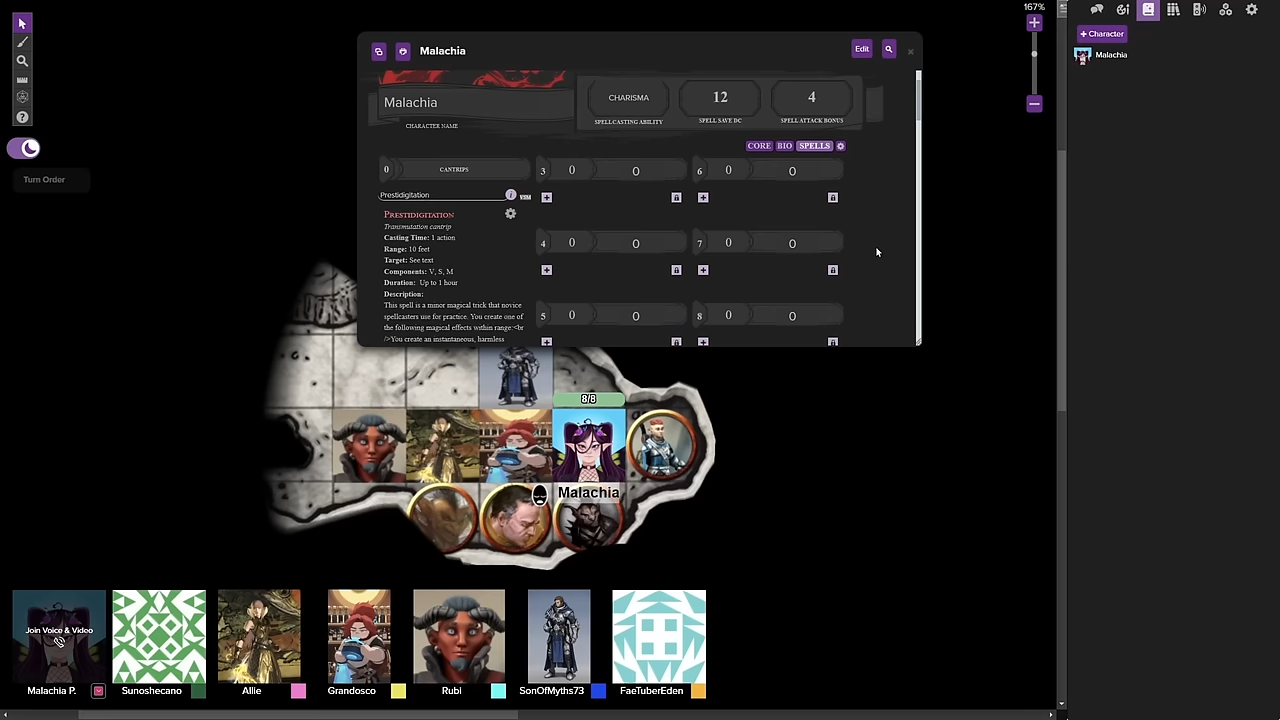 167%
Malachia
Edit
+ Character
Malachia
Malachia
CHARACTER NAME
CHARISMA
SPELLCASTING ABILITY
12
SPELL SAVE DC
4
SPELL ATTACK BONUS
CORE BIO SPELLS
0 CANTRIPS
3 0 0
6 0 0
Prestidigitation
PRESTIDIGITATION
Transmutation cantrip
Casting Time: 1 action
Range: 10 feet
Target: See text
Components: V, S, M
Duration: Up to 1 hour
Description:
This spell is a minor magical trick that novice
spellcasters use for practice. You create one of
the following magical effects within range:<br
/>You create an instantaneous, harmless
4 0 0
7 0 0
5 0 0
8 0 0
Turn Order
8/8
Malachia
Join Voice & Video
Malachia P.
Sunoshecano
Allie
Grandosco
Rubi
SonOfMyths73
FaeTuberEden